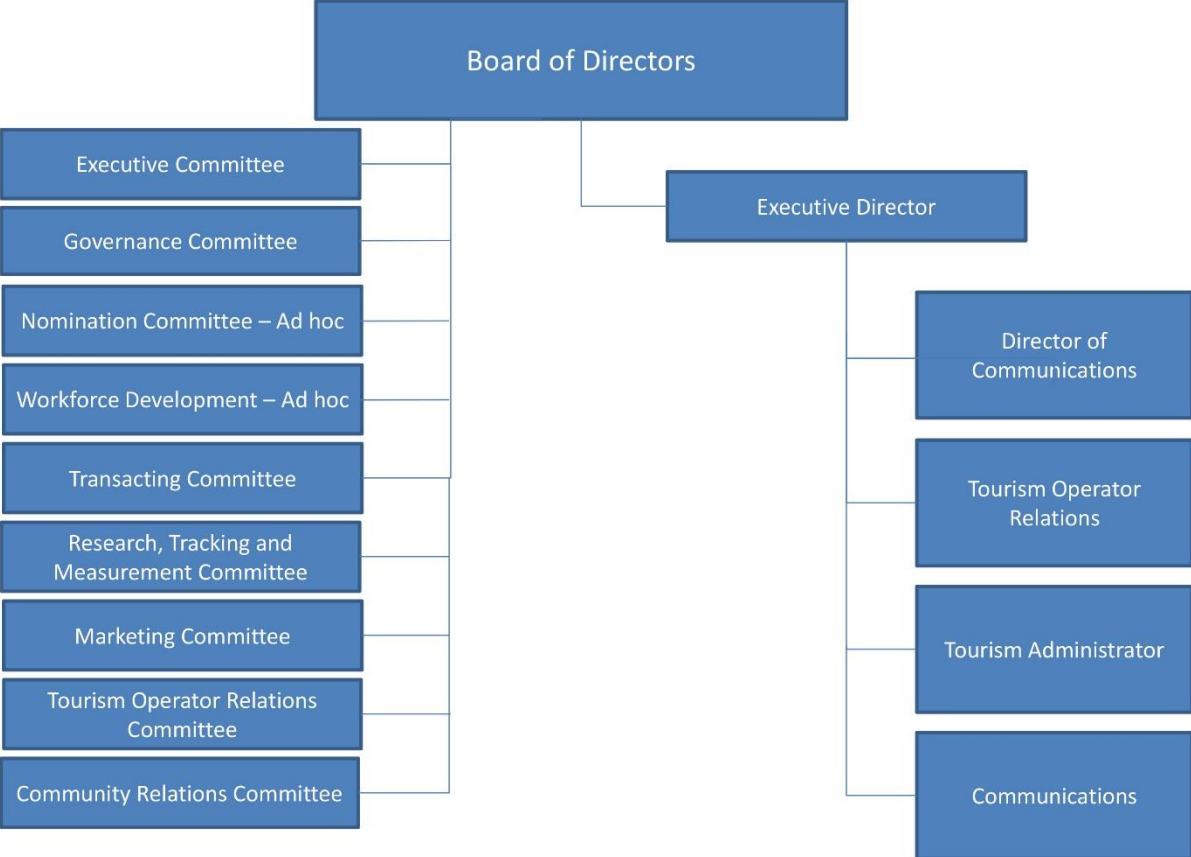 Board of Directors
Executive Committee
Governance Committee
Nomination Committee – Ad hoc
Workforce Development – Ad hoc
Transacting Committee
Research, Tracking and
Measurement Committee
Marketing Committee
Tourism Operator Relations
Committee
Community Relations Committee
Executive Director
Director of
Communications
Tourism Operator
Relations
Tourism Administrator
Communications